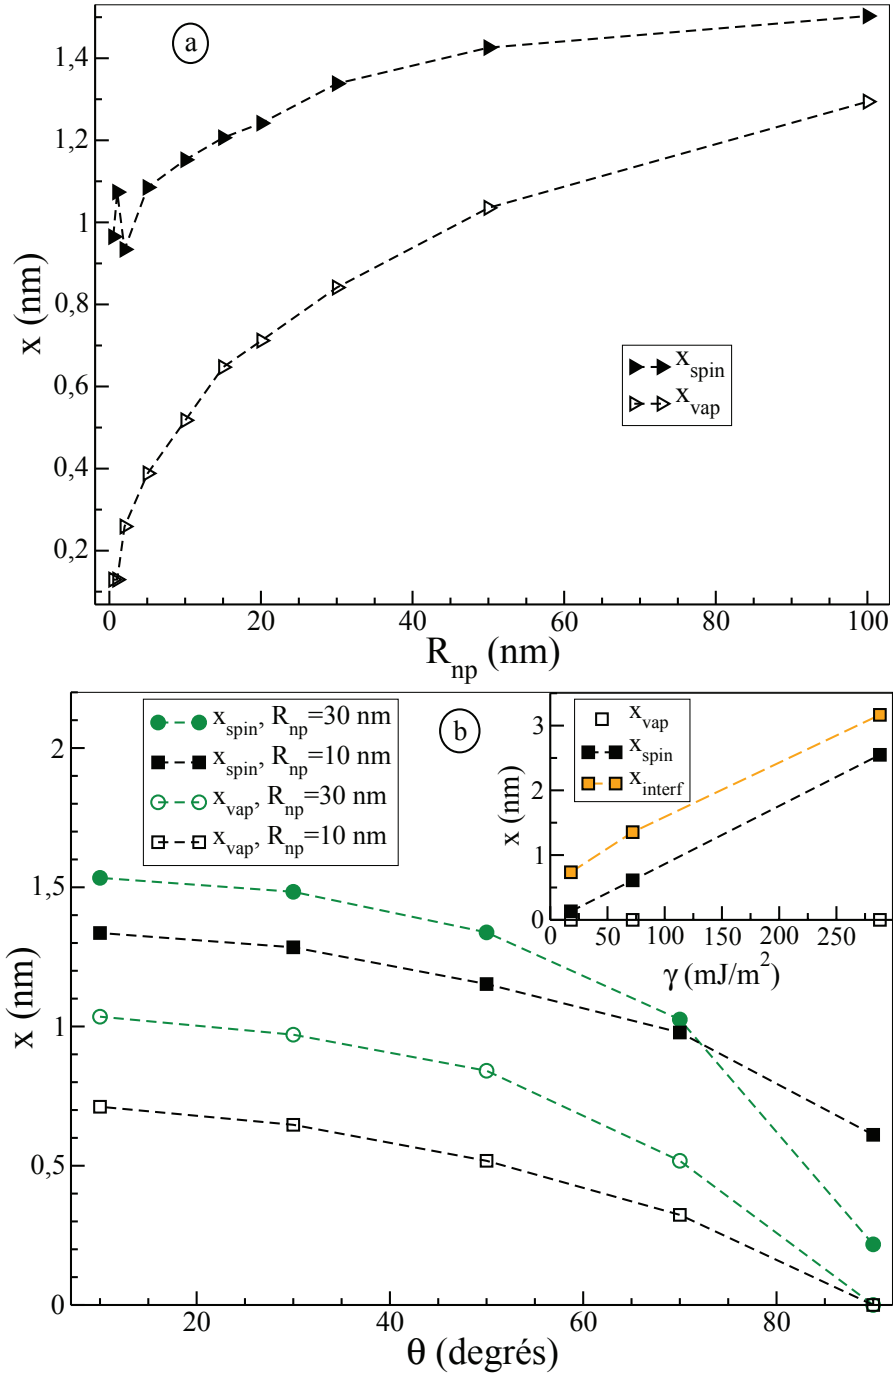 a
1,4
1,2
1
0,8
0,6
0,4
0,2
x (nm)
x_spin
x_vap
0 20 40 60 80 100
R_np (nm)
b
x_spin, R_np=30 nm
x_spin, R_np=10 nm
x_vap, R_np=30 nm
x_vap, R_np=10 nm
2
1,5
1
0,5
0
x (nm)
20 40 60 80
θ (degrés)
x_vap
x_spin
x_interf
3
2
1
0
x (nm)
0 50 100 150 200 250
γ (mJ/m²)